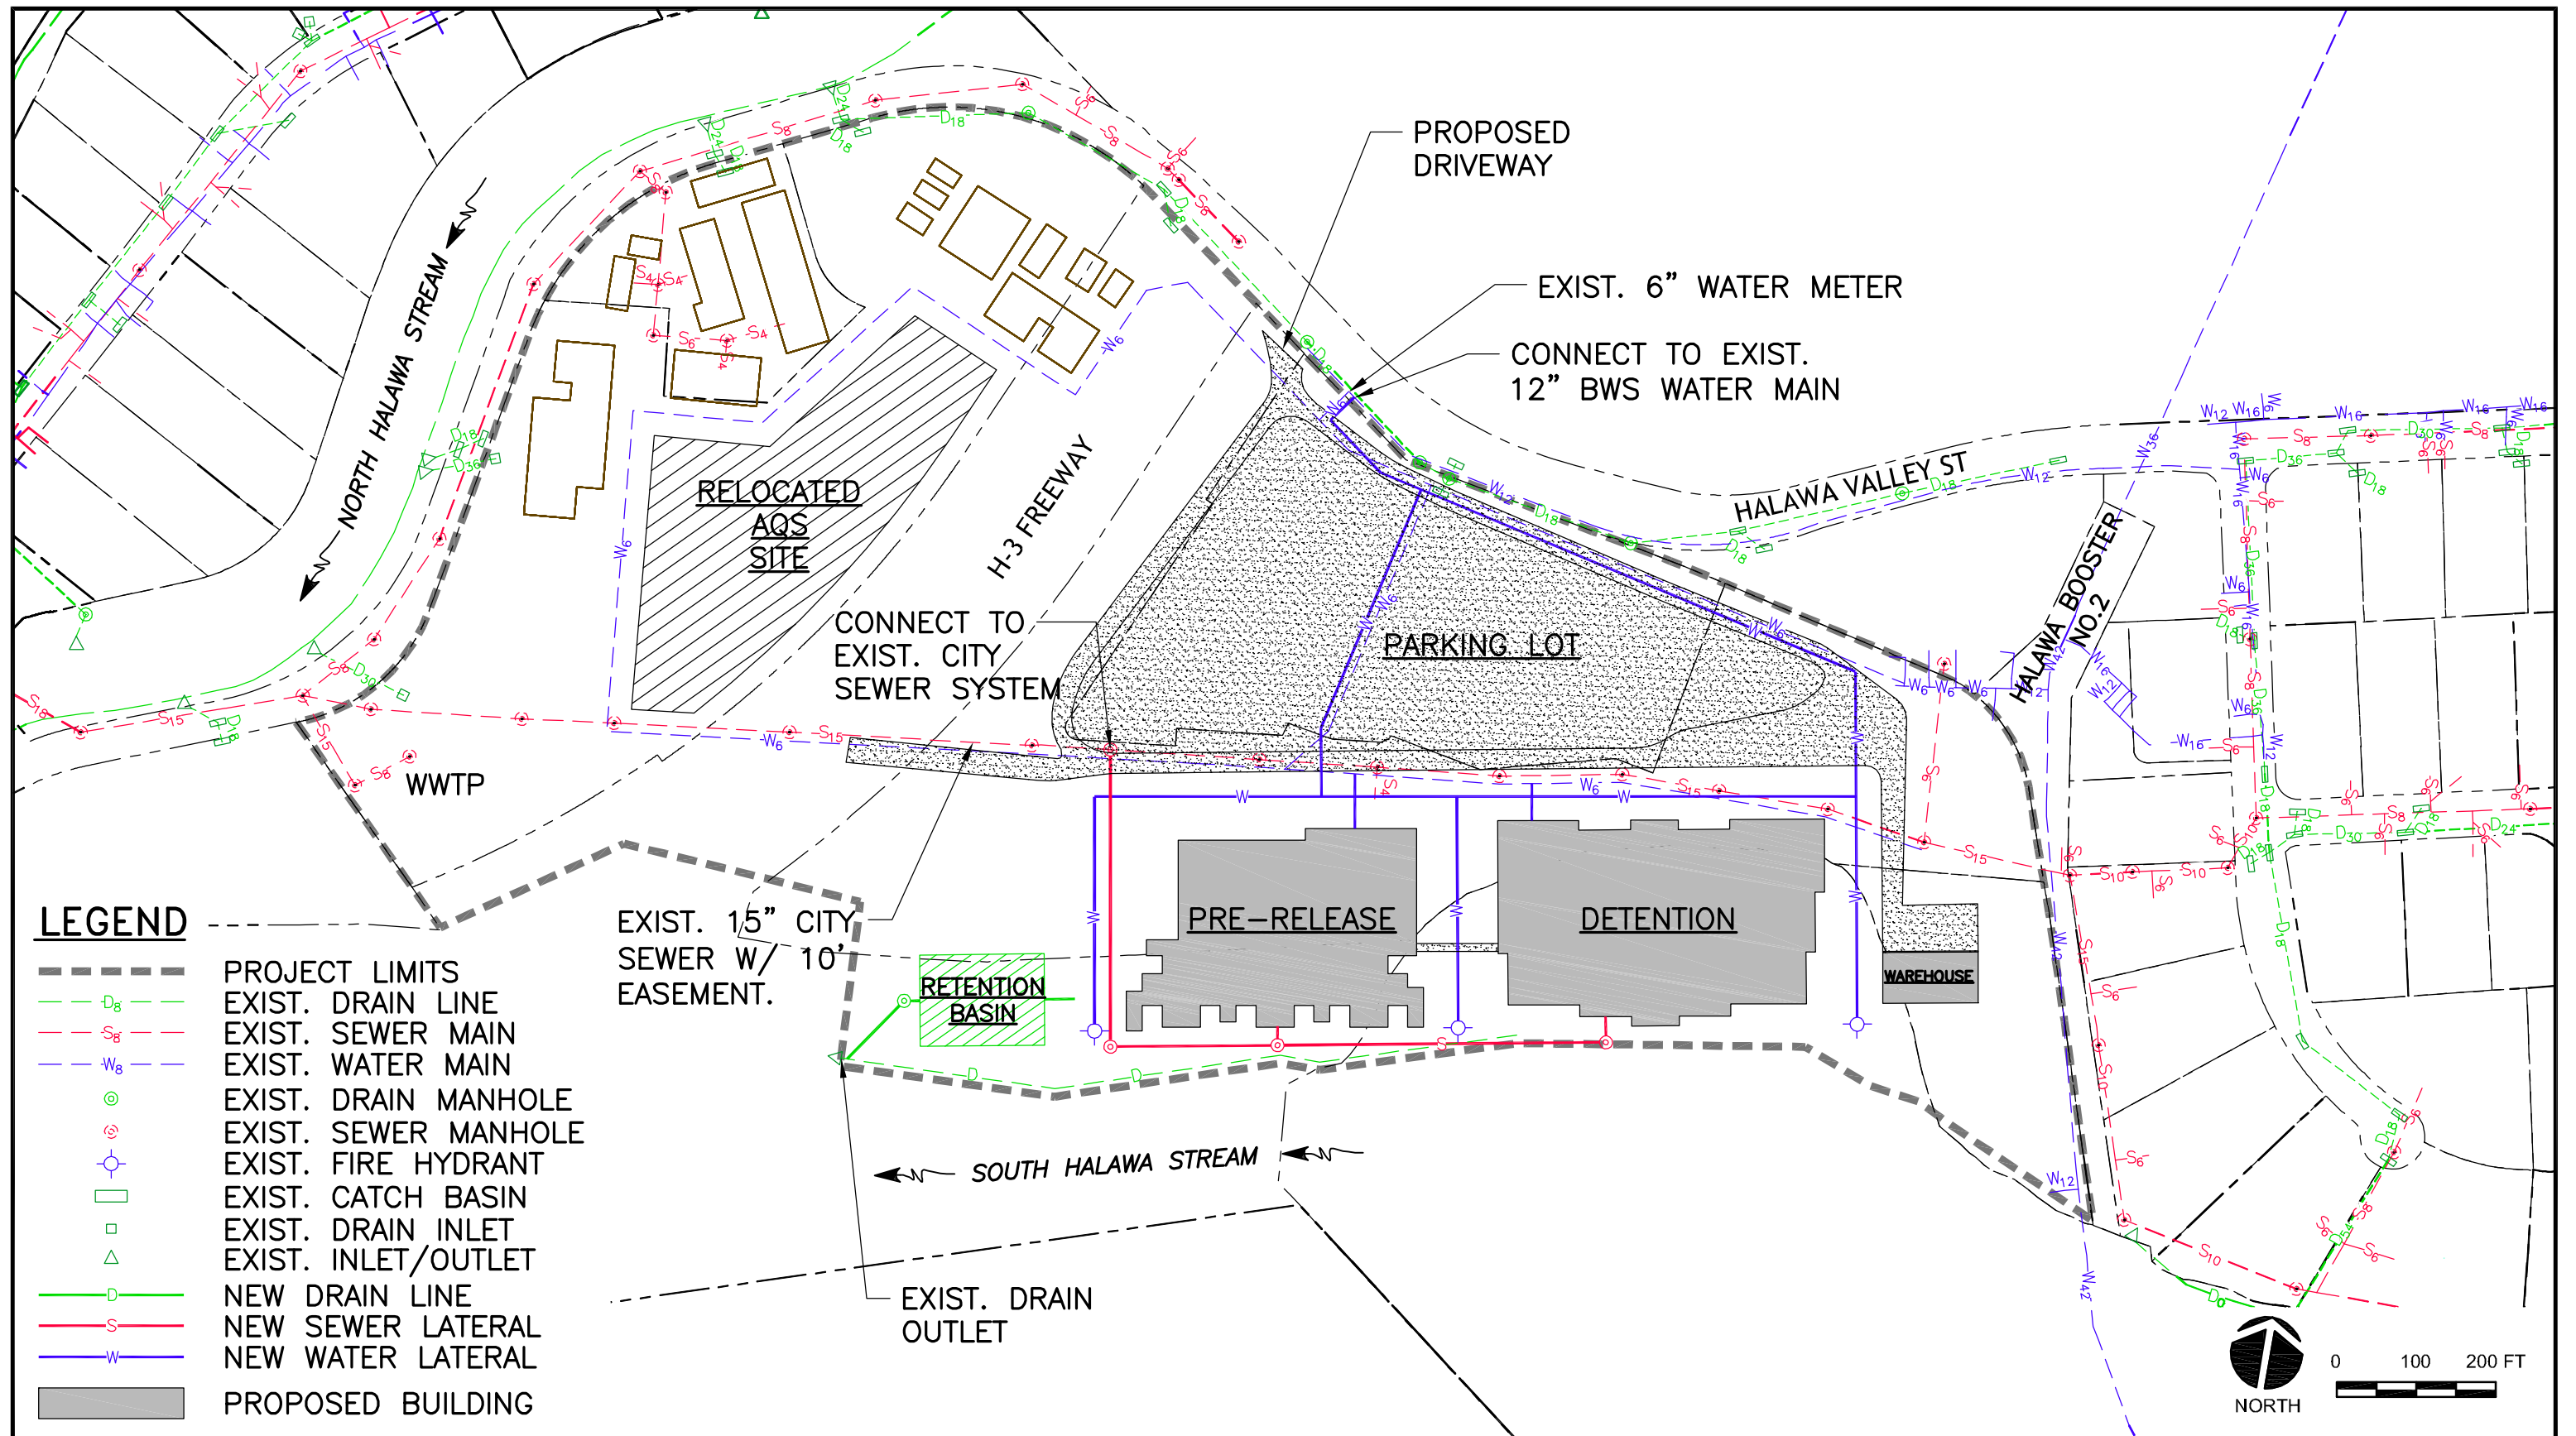 PROPOSED
DRIVEWAY
EXIST. 6” WATER METER
CONNECT TO EXIST.
12” BWS WATER MAIN
NORTH HALAWA STREAM
H-3 FREEWAY
HALAWA VALLEY ST
HALAWA BOOSTER
NO.2
RELOCATED
AQS
SITE
CONNECT TO
EXIST. CITY
SEWER SYSTEM
PARKING LOT
WWTP
EXIST. 15” CITY
SEWER W/ 10'
EASEMENT.
PRE-RELEASE
DETENTION
WAREHOUSE
RETENTION
BASIN
SOUTH HALAWA STREAM
EXIST. DRAIN
OUTLET
LEGEND
PROJECT LIMITS
D8 EXIST. DRAIN LINE
S8 EXIST. SEWER MAIN
W8 EXIST. WATER MAIN
EXIST. DRAIN MANHOLE
EXIST. SEWER MANHOLE
EXIST. FIRE HYDRANT
EXIST. CATCH BASIN
EXIST. DRAIN INLET
EXIST. INLET/OUTLET
D NEW DRAIN LINE
S NEW SEWER LATERAL
W NEW WATER LATERAL
PROPOSED BUILDING
NORTH
0 100 200 FT